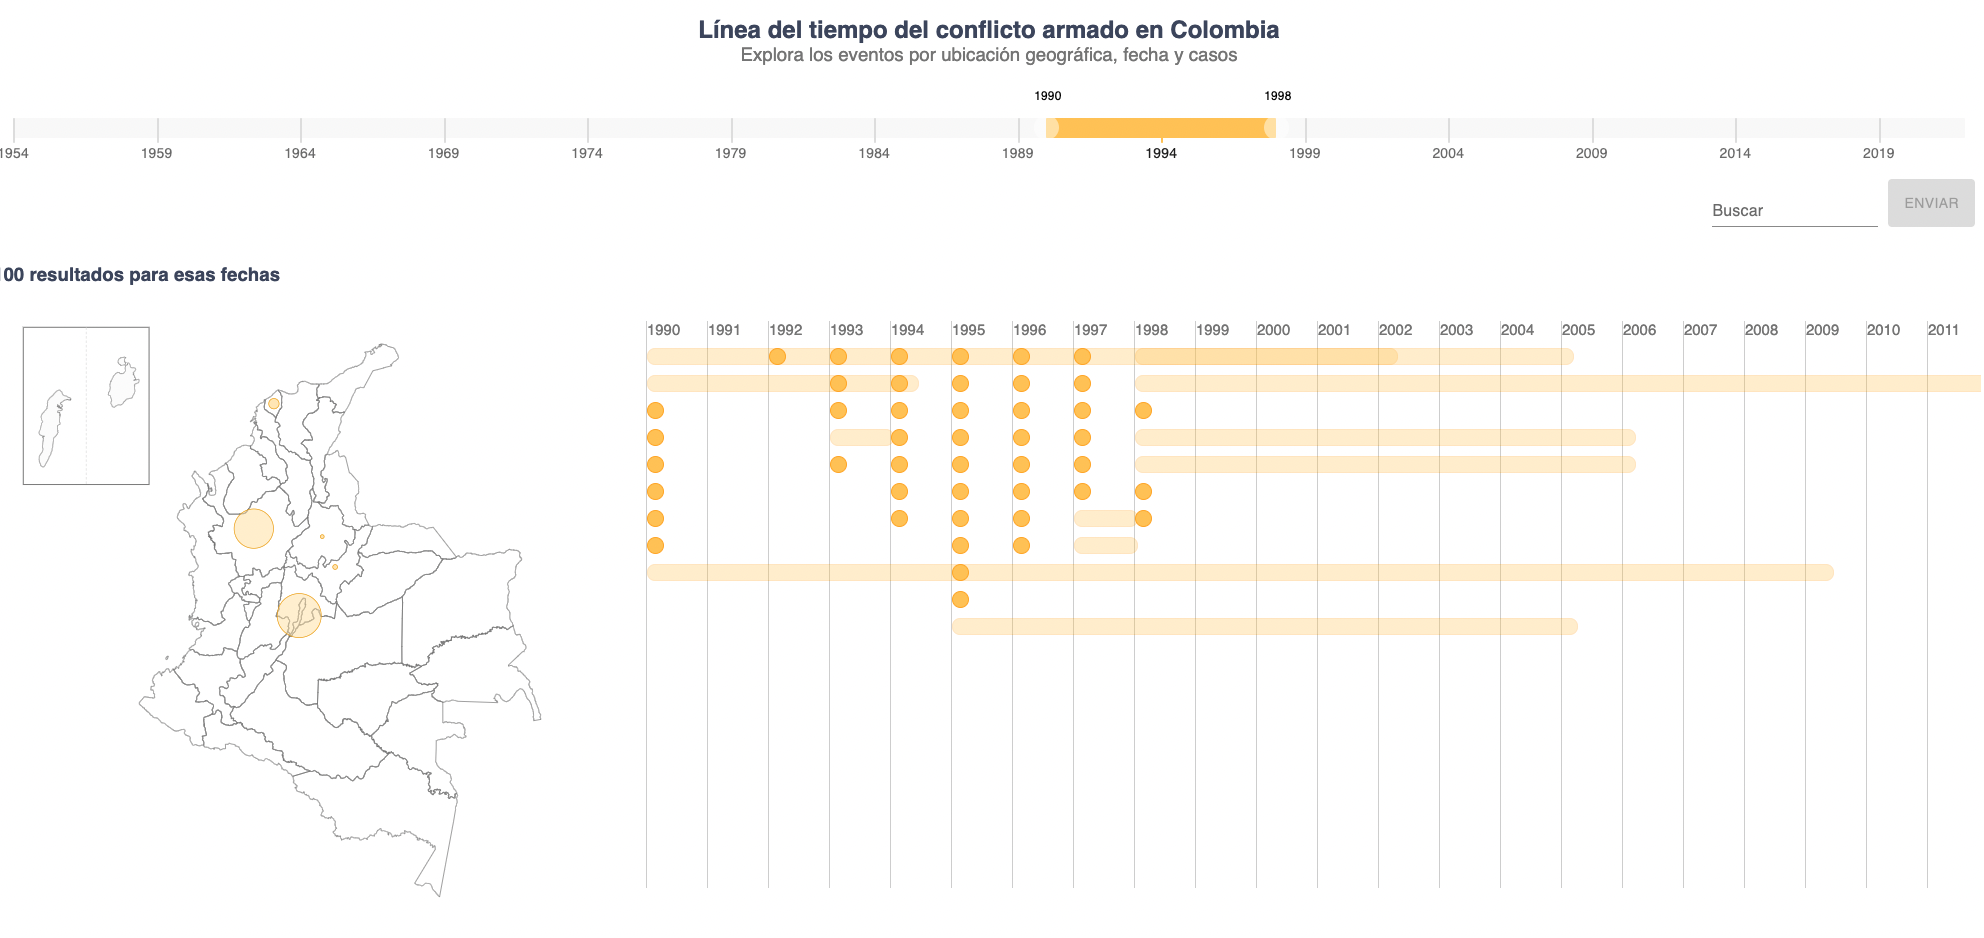 Línea del tiempo del conflicto armado en Colombia
Explora los eventos por ubicación geográfica, fecha y casos
1990 1998
1954 1959 1964 1969 1974 1979 1984 1989 1994 1999 2004 2009 2014 2019
Buscar ENVIAR
100 resultados para esas fechas
1990 1991 1992 1993 1994 1995 1996 1997 1998 1999 2000 2001 2002 2003 2004 2005 2006 2007 2008 2009 2010 2011